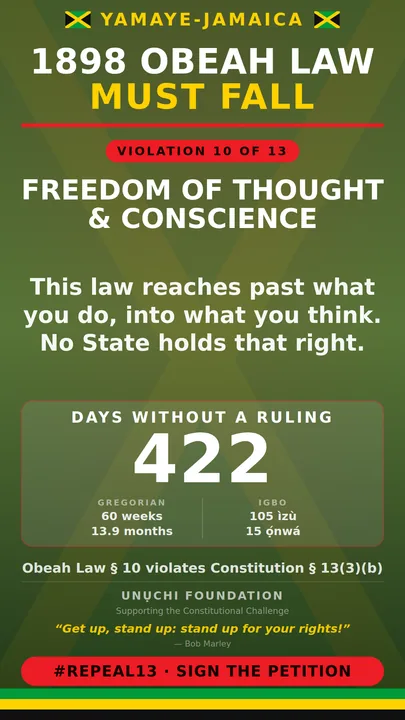 YAMAYE-JAMAICA
1898 OBEAH LAW
MUST FALL
VIOLATION 10 OF 13
FREEDOM OF THOUGHT
& CONSCIENCE
This law reaches past what
you do, into what you think.
No State holds that right.
DAYS WITHOUT A RULING
422
GREGORIAN
60 weeks
13.9 months
IGBO
105 ìzù
15 ọ́nwá
Obeah Law § 10 violates Constitution § 13(3)(b)
UNỤCHI FOUNDATION
Supporting the Constitutional Challenge
“Get up, stand up: stand up for your rights!”
— Bob Marley
#REPEAL13 · SIGN THE PETITION